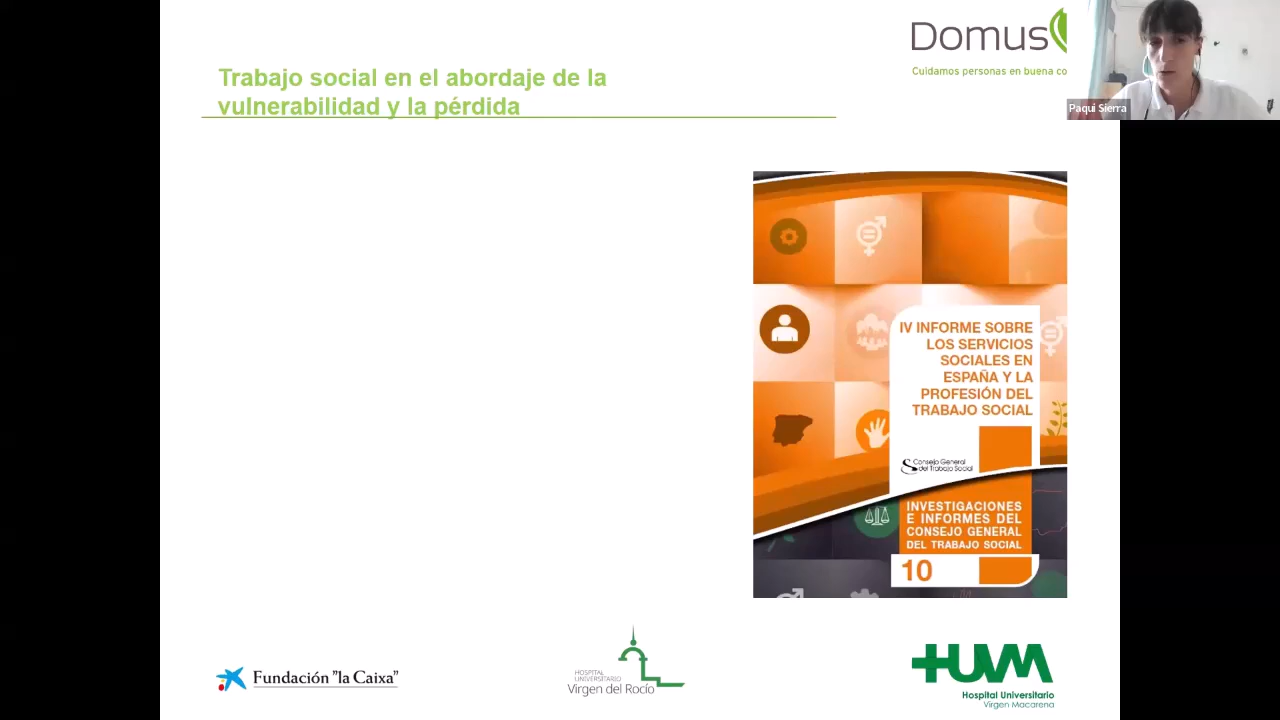 Domus
Cuidamos personas en buena co
Paqui Sierra
Trabajo social en el abordaje de la
vulnerabilidad y la pérdida
IV INFORME SOBRE
LOS SERVICIOS
SOCIALES EN
ESPAÑA Y LA
PROFESIÓN DEL
TRABAJO SOCIAL
Consejo General
del Trabajo Social
INVESTIGACIONES
E INFORMES DEL
CONSEJO GENERAL
DEL TRABAJO SOCIAL
10
Fundación "la Caixa"
HOSPITAL
UNIVERSITARIO
Virgen del Rocío
HUVM
Hospital Universitario
Virgen Macarena